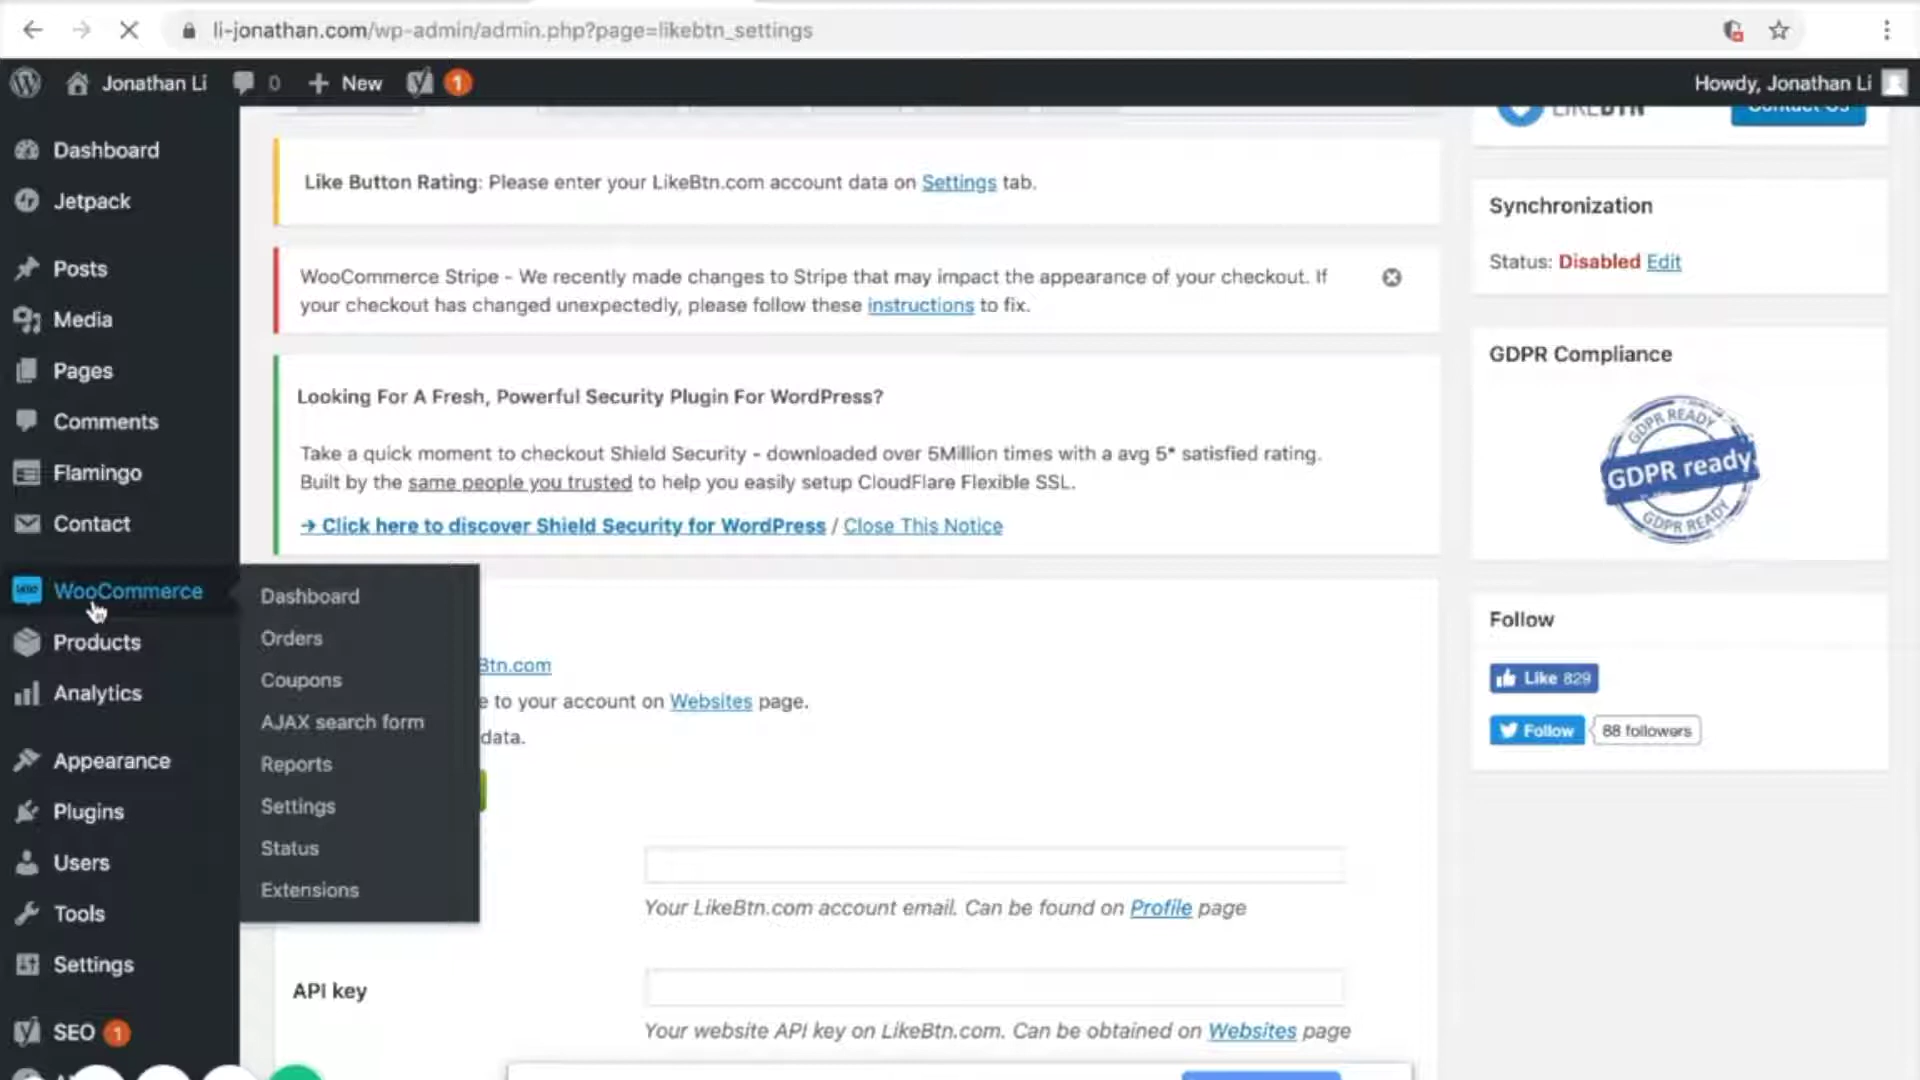 li-jonathan.com/wp-admin/admin.php?page=likebtn_settings
Jonathan Li
0
New
1
Howdy, Jonathan Li
Dashboard
Jetpack
Posts
Media
Pages
Comments
Flamingo
Contact
WooCommerce
Products
Analytics
Appearance
Plugins
Users
Tools
Settings
SEO 1
Dashboard
Orders
Coupons
AJAX search form
Reports
Settings
Status
Extensions
Like Button Rating: Please enter your LikeBtn.com account data on Settings tab.
WooCommerce Stripe - We recently made changes to Stripe that may impact the appearance of your checkout. If
your checkout has changed unexpectedly, please follow these instructions to fix.
Looking For A Fresh, Powerful Security Plugin For WordPress?
Take a quick moment to checkout Shield Security - downloaded over 5Million times with a avg 5* satisfied rating.
Built by the same people you trusted to help you easily setup CloudFlare Flexible SSL.
→ Click here to discover Shield Security for WordPress / Close This Notice
Btn.com
e to your account on Websites page.
data.
Your LikeBtn.com account email. Can be found on Profile page
API key
Your website API key on LikeBtn.com. Can be obtained on Websites page
LIKEBTN
Contact Us
Synchronization
Status: Disabled Edit
GDPR Compliance
GDPR READY
GDPR ready
GDPR READY
Follow
Like 829
Follow
88 followers